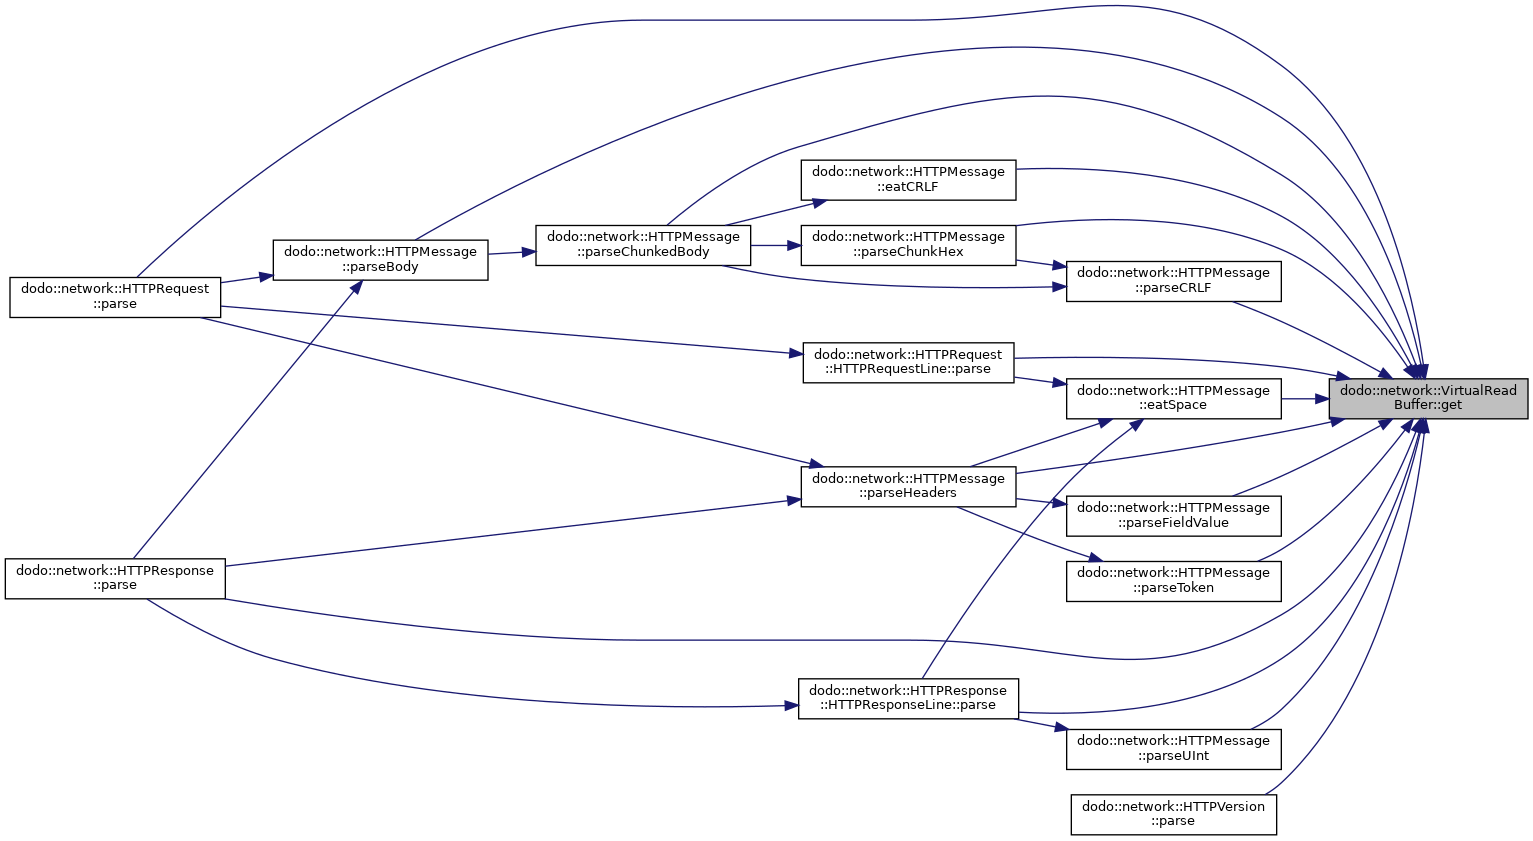 dodo::network::HTTPMessage
::eatCRLF
dodo::network::HTTPMessage
::parseChunkedBody
dodo::network::HTTPMessage
::parseChunkHex
dodo::network::HTTPMessage
::parseBody
dodo::network::HTTPMessage
::parseCRLF
dodo::network::HTTPRequest
::parse
dodo::network::HTTPRequest
::HTTPRequestLine::parse
dodo::network::HTTPMessage
::eatSpace
dodo::network::VirtualRead
Buffer::get
dodo::network::HTTPMessage
::parseHeaders
dodo::network::HTTPMessage
::parseFieldValue
dodo::network::HTTPResponse
::parse
dodo::network::HTTPMessage
::parseToken
dodo::network::HTTPResponse
::HTTPResponseLine::parse
dodo::network::HTTPMessage
::parseUInt
dodo::network::HTTPVersion
::parse